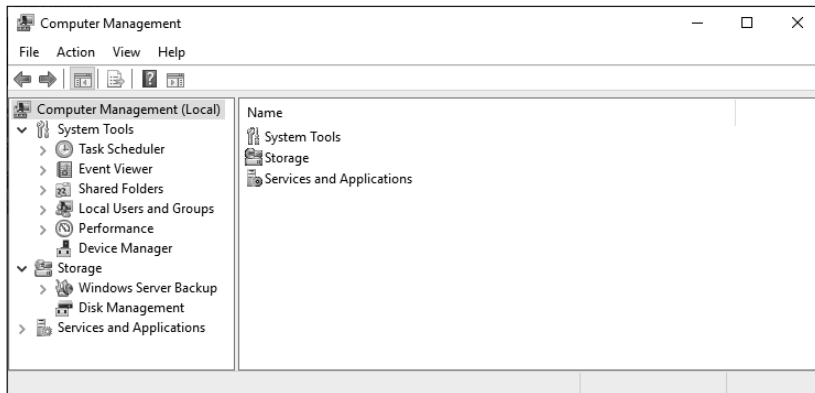 Computer Management
File Action View Help
Computer Management (Local)
System Tools
Task Scheduler
Event Viewer
Shared Folders
Local Users and Groups
Performance
Device Manager
Storage
Windows Server Backup
Disk Management
Services and Applications
Name
System Tools
Storage
Services and Applications